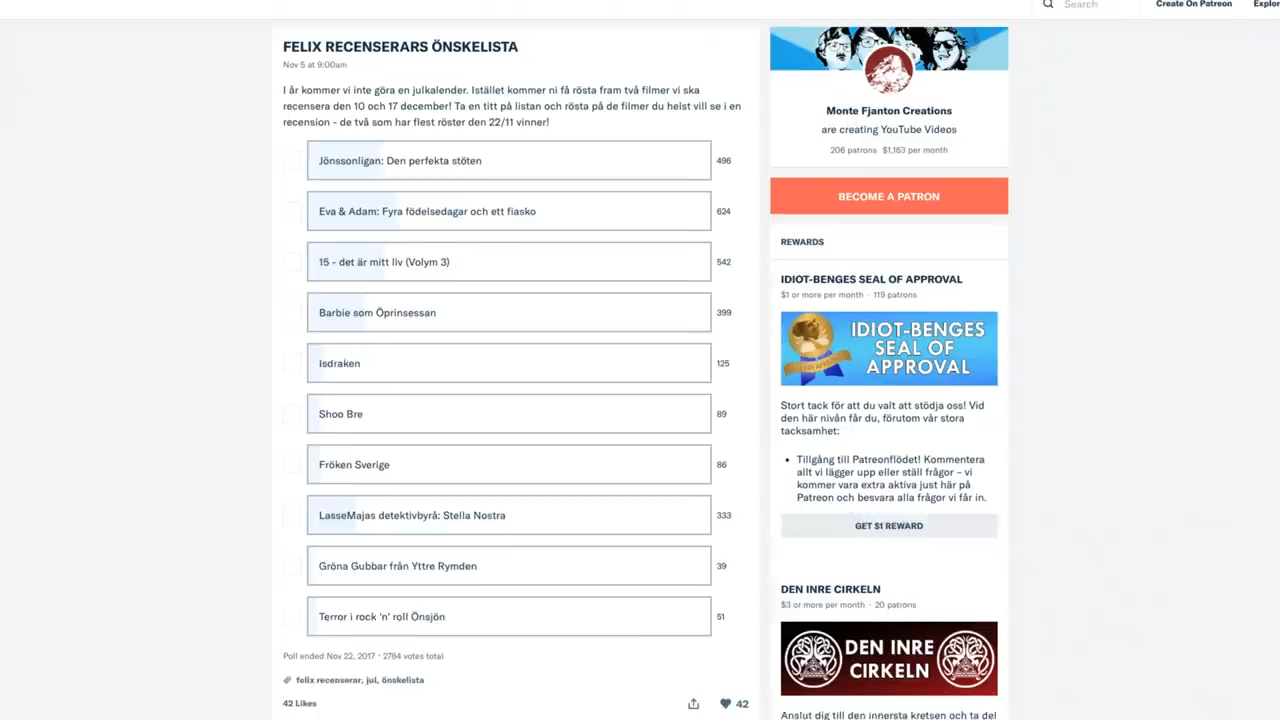 Search
Create On Patreon
FELIX RECENSERARS ÖNSKELISTA
Nov 5 at 9:00am
I år kommer vi inte göra en julkalender. Istället kommer ni få rösta fram två filmer vi ska
recensera den 10 och 17 december! Ta en titt på listan och rösta på de filmer du helst vill se i en
recension - de två som har flest röster den 22/11 vinner!
Jönssonligan: Den perfekta stöten 496
Eva & Adam: Fyra födelsedagar och ett fiasko 624
15 - det är mitt liv (Volym 3) 542
Barbie som Öprinsessan 399
Isdraken 125
Shoo Bre 89
Fröken Sverige 86
LasseMajas detektivbyrå: Stella Nostra 333
Gröna Gubbar från Yttre Rymden 39
Terror i rock 'n' roll Önsjön 51
Poll ended Nov 22, 2017 · 2784 votes total
felix recenserar, jul, önskelista
42 Likes
42
Monte Fjanton Creations
are creating YouTube Videos
206 patrons $1,163 per month
BECOME A PATRON
REWARDS
IDIOT-BENGES SEAL OF APPROVAL
$1 or more per month · 119 patrons
IDIOT-BENGES
SEAL OF
APPROVAL
Stort tack för att du valt att stödja oss! Vid
den här nivån får du, förutom vår stora
tacksamhet:
• Tillgång till Patreonflödet! Kommentera
allt vi lägger upp eller ställ frågor – vi
kommer vara extra aktiva just här på
Patreon och besvara alla frågor vi får in.
GET $1 REWARD
DEN INRE CIRKELN
$3 or more per month · 20 patrons
DEN INRE
CIRKELN
Anslut dig till den innersta kretsen och ta del